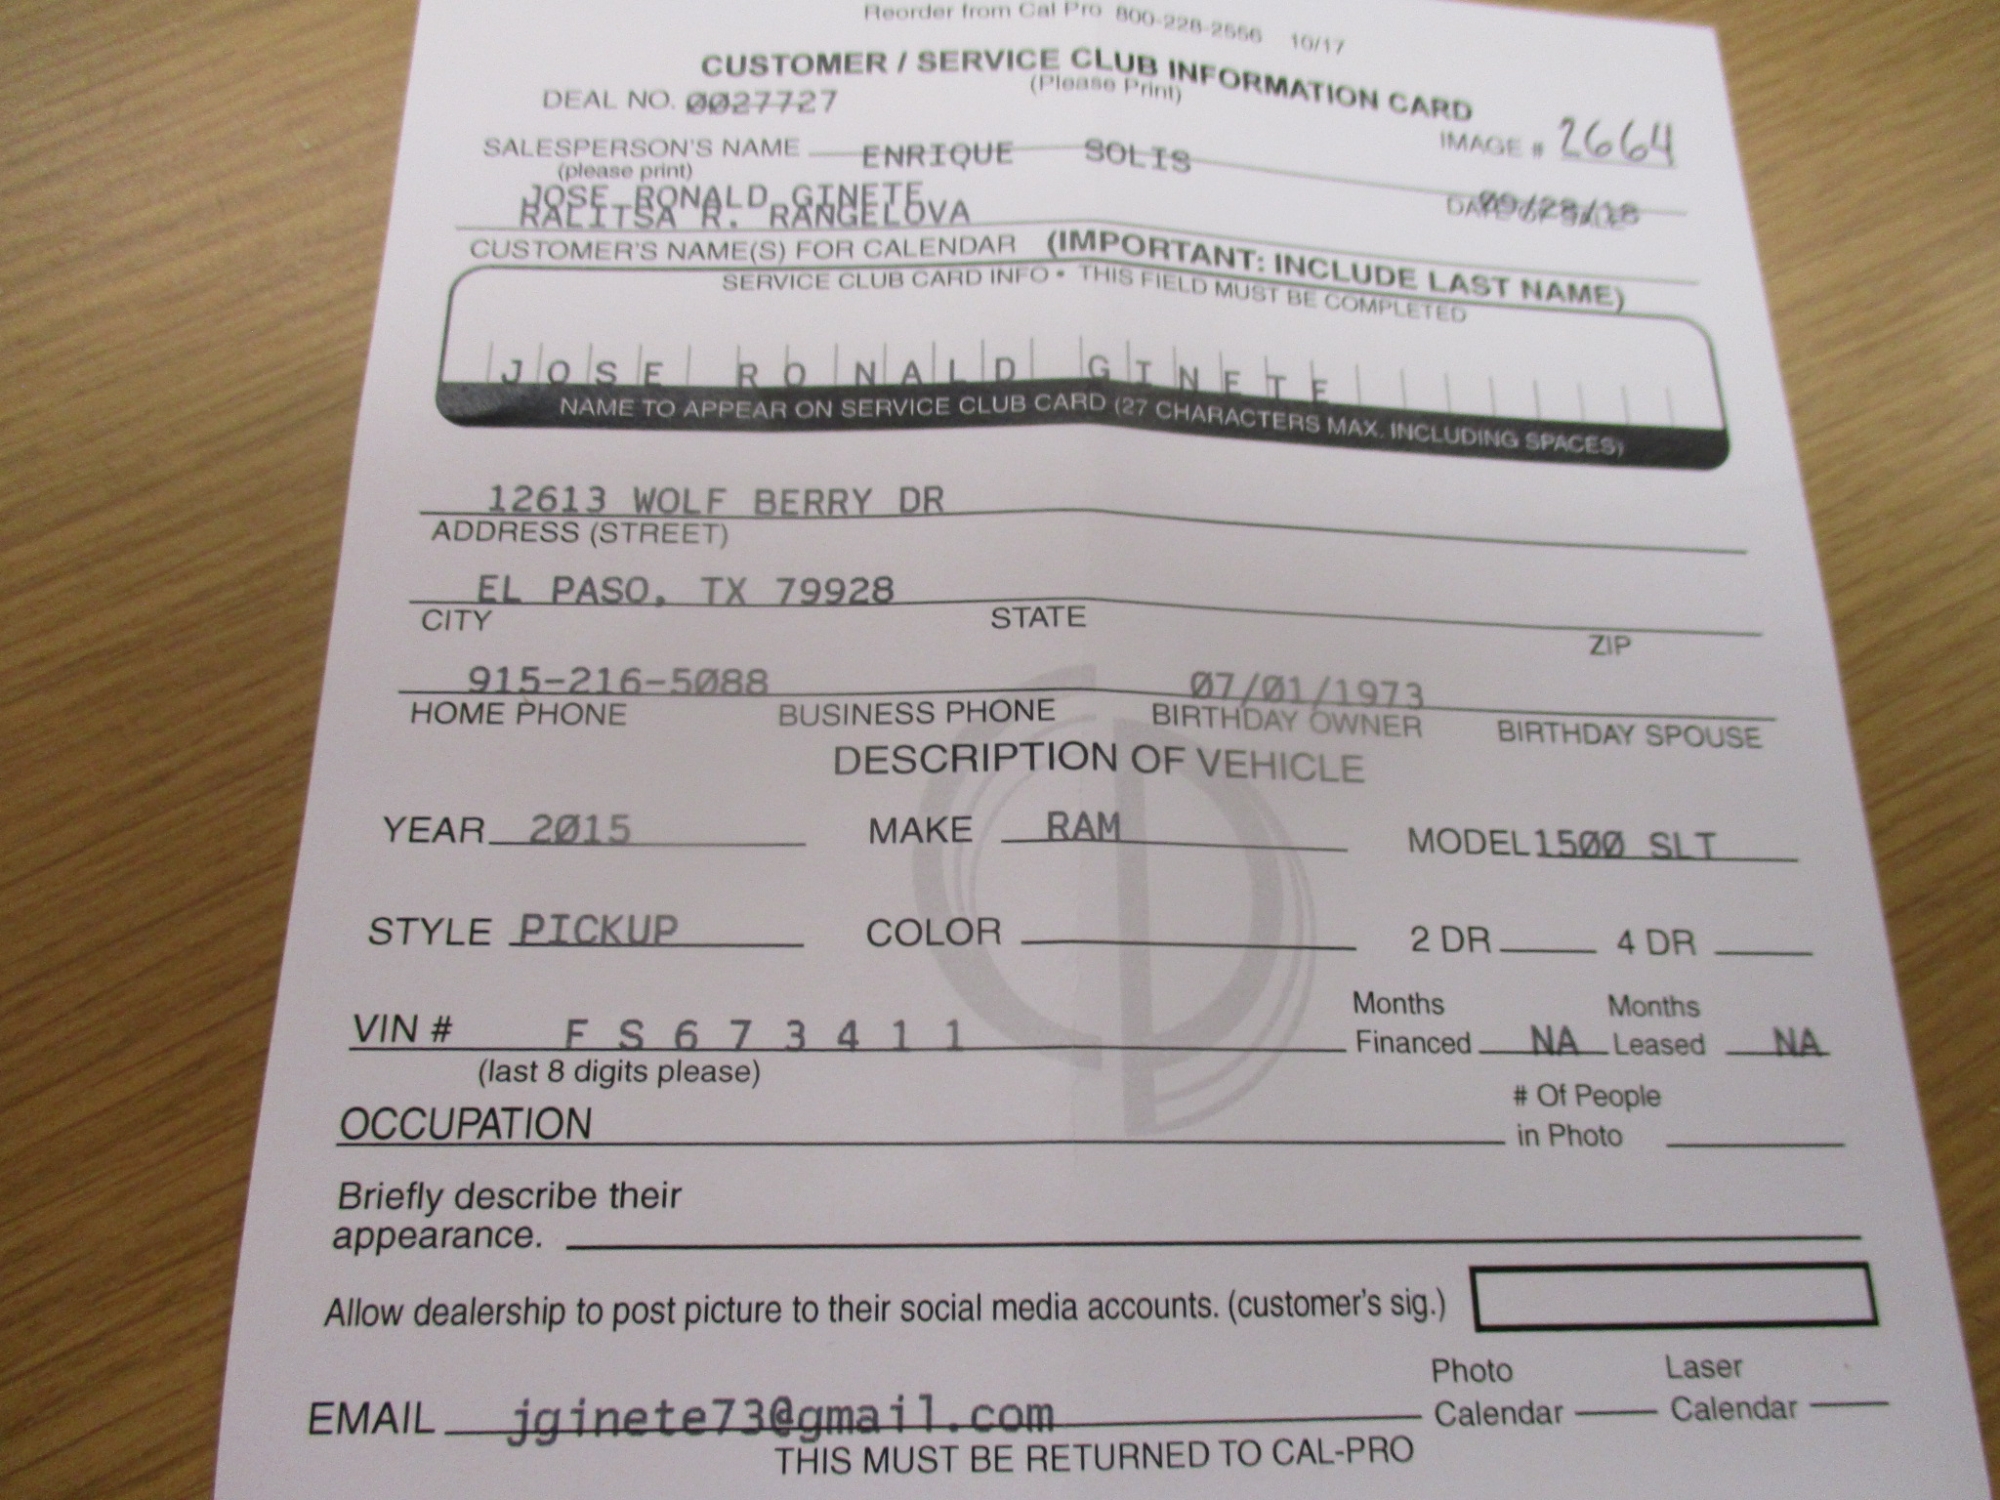 Reorder from Cal Pro 800-228-2556 10/17
CUSTOMER / SERVICE CLUB INFORMATION CARD
(Please Print)
DEAL NO. 0027727
IMAGE # 2664
SALESPERSON'S NAME ENRIQUE SOLIS
(please print)
09/28/18
JOSE RONALD GINETE
RALITSA R. RANGELOVA
CUSTOMER'S NAME(S) FOR CALENDAR (IMPORTANT: INCLUDE LAST NAME)
SERVICE CLUB CARD INFO • THIS FIELD MUST BE COMPLETED
JOSE RONALD GINETE
NAME TO APPEAR ON SERVICE CLUB CARD (27 CHARACTERS MAX. INCLUDING SPACES)
12613 WOLF BERRY DR
ADDRESS (STREET)
EL PASO, TX 79928
CITY STATE ZIP
915-216-5088 07/01/1973
HOME PHONE BUSINESS PHONE BIRTHDAY OWNER BIRTHDAY SPOUSE
DESCRIPTION OF VEHICLE
YEAR 2015 MAKE RAM MODEL 1500 SLT
STYLE PICKUP COLOR 2 DR 4 DR
VIN # F S 6 7 3 4 1 1 Months Financed NA Months Leased NA
(last 8 digits please)
OCCUPATION # Of People in Photo
Briefly describe their
appearance.
Allow dealership to post picture to their social media accounts. (customer's sig.)
EMAIL jginete73@gmail.com Photo Calendar Laser Calendar
THIS MUST BE RETURNED TO CAL-PRO